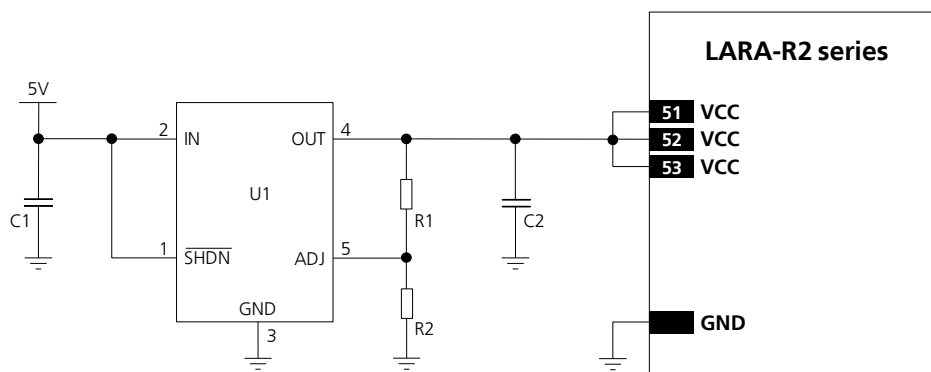 LARA-R2 series
5V
51 VCC
2 IN OUT 4
52 VCC
53 VCC
U1
C1
R1
C2
1 SHDN ADJ 5
GND
3
R2
GND